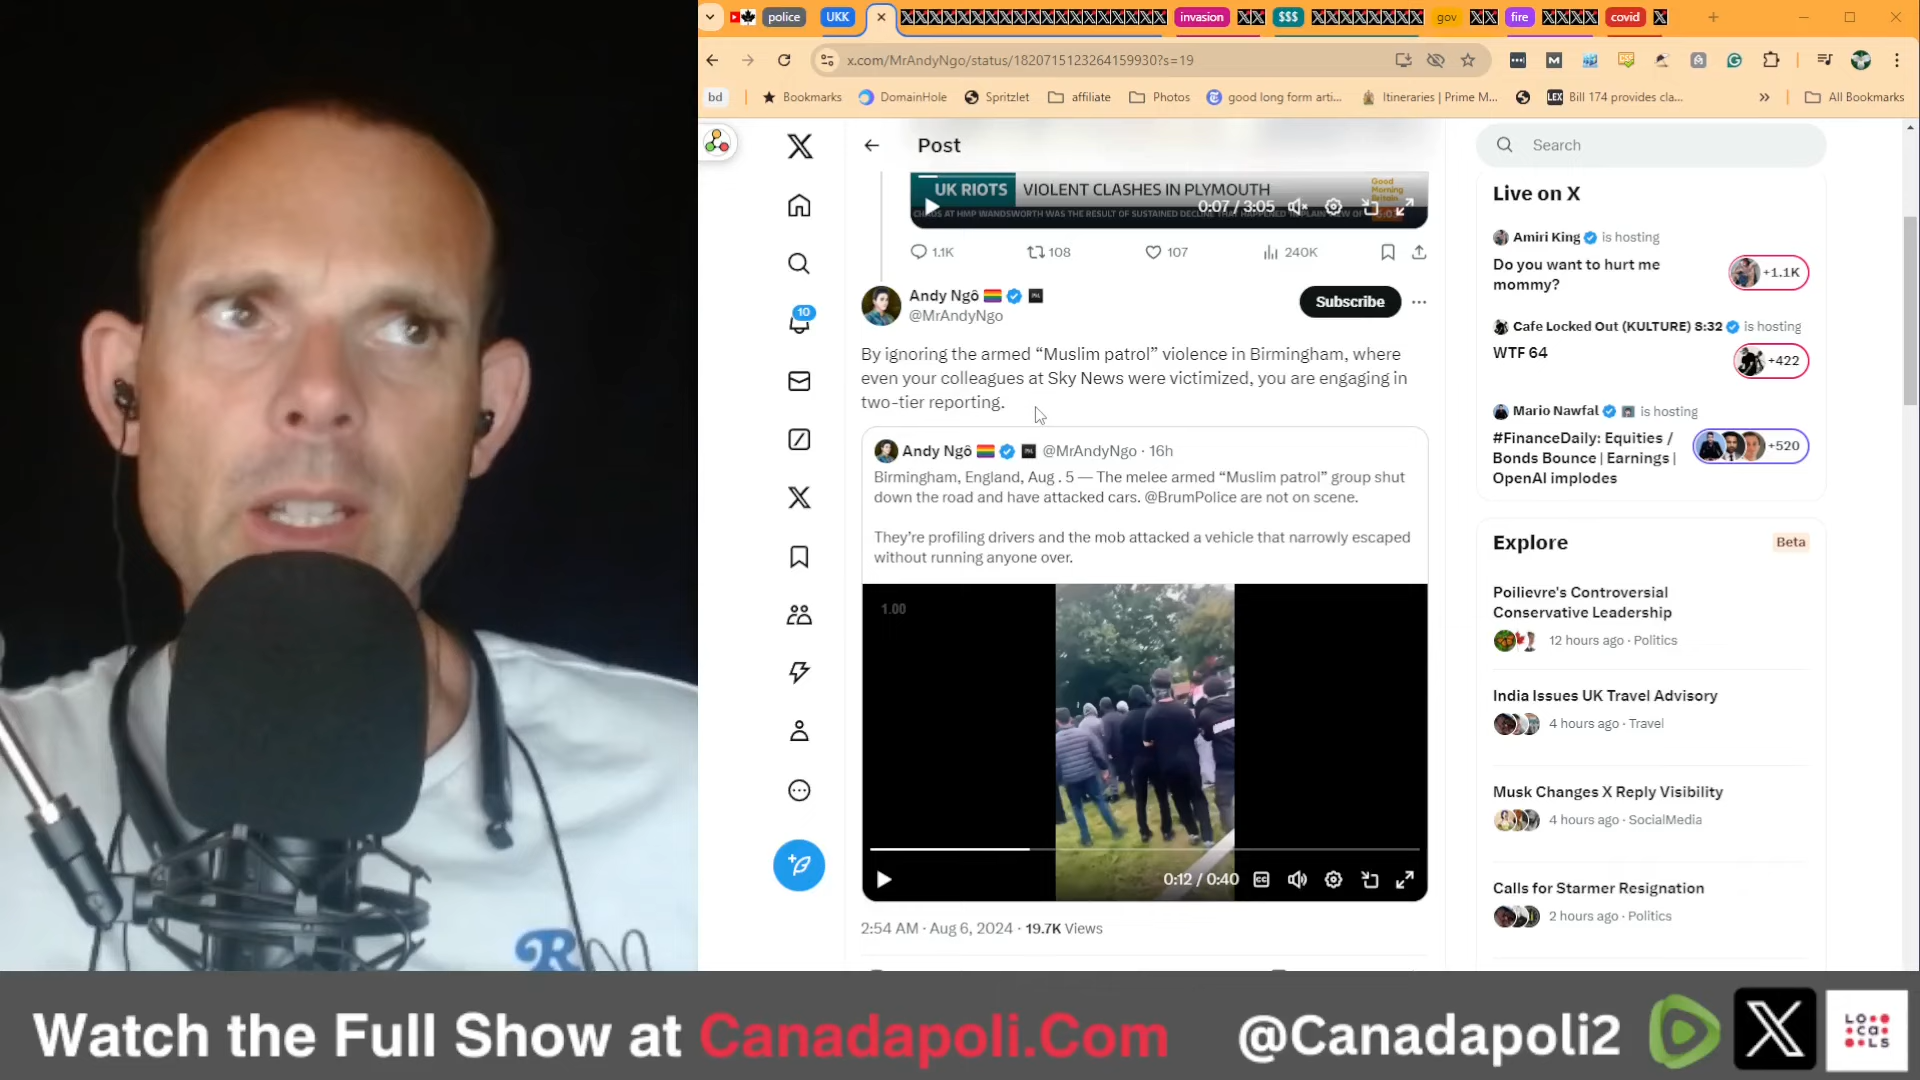 police
UKK
invasion
$$$
gov
fire
covid
x.com/MrAndyNgo/status/1820715123264159930?s=19
bd
Bookmarks
DomainHole
Spritzlet
affiliate
Photos
good long form arti...
Itineraries | Prime M...
LEX
Bill 174 provides cla...
All Bookmarks
Post
Search
UK RIOTS
VIOLENT CLASHES IN PLYMOUTH
Good
Morning
Britain
0:07 / 3:05
1.1K
108
107
240K
Andy Ngô
@MrAndyNgo
Subscribe
By ignoring the armed “Muslim patrol” violence in Birmingham, where
even your colleagues at Sky News were victimized, you are engaging in
two-tier reporting.
Andy Ngô @MrAndyNgo · 16h
Birmingham, England, Aug . 5 — The melee armed “Muslim patrol” group shut
down the road and have attacked cars. @BrumPolice are not on scene.
They’re profiling drivers and the mob attacked a vehicle that narrowly escaped
without running anyone over.
1.00
0:12 / 0:40
2:54 AM · Aug 6, 2024 · 19.7K Views
10
Live on X
Amiri King is hosting
Do you want to hurt me
mommy?
+1.1K
Cafe Locked Out (KULTURE) 8:32 is hosting
WTF 64
+422
Mario Nawfal is hosting
#FinanceDaily: Equities /
Bonds Bounce | Earnings |
OpenAI implodes
+520
Explore
Beta
Poilievre's Controversial
Conservative Leadership
12 hours ago · Politics
India Issues UK Travel Advisory
4 hours ago · Travel
Musk Changes X Reply Visibility
4 hours ago · SocialMedia
Calls for Starmer Resignation
2 hours ago · Politics
Watch the Full Show at Canadapoli.Com
@Canadapoli2
LOCALS